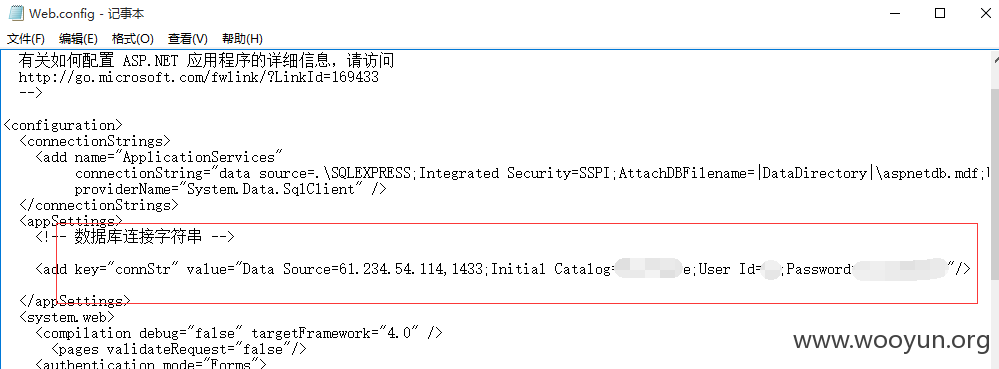 Web.config - 记事本
文件(F) 编辑(E) 格式(O) 查看(V) 帮助(H)
有关如何配置 ASP.NET 应用程序的详细信息，请访问
http://go.microsoft.com/fwlink/?LinkId=169433
-->
<configuration>
<connectionStrings>
<add name="ApplicationServices"
connectionString="data source=.\SQLEXPRESS;Integrated Security=SSPI;AttachDBFilename=|DataDirectory|\aspnetdb.mdf;
providerName="System.Data.SqlClient" />
</connectionStrings>
<appSettings>
<!-- 数据库连接字符串 -->
<add key="connStr" value="Data Source=61.234.54.114,1433;Initial Catalog= e;User Id= ;Password "/>
</appSettings>
<system.web>
<compilation debug="false" targetFramework="4.0" />
<pages validateRequest="false"/>
<authentication mode="Forms">
www.wooyun.org